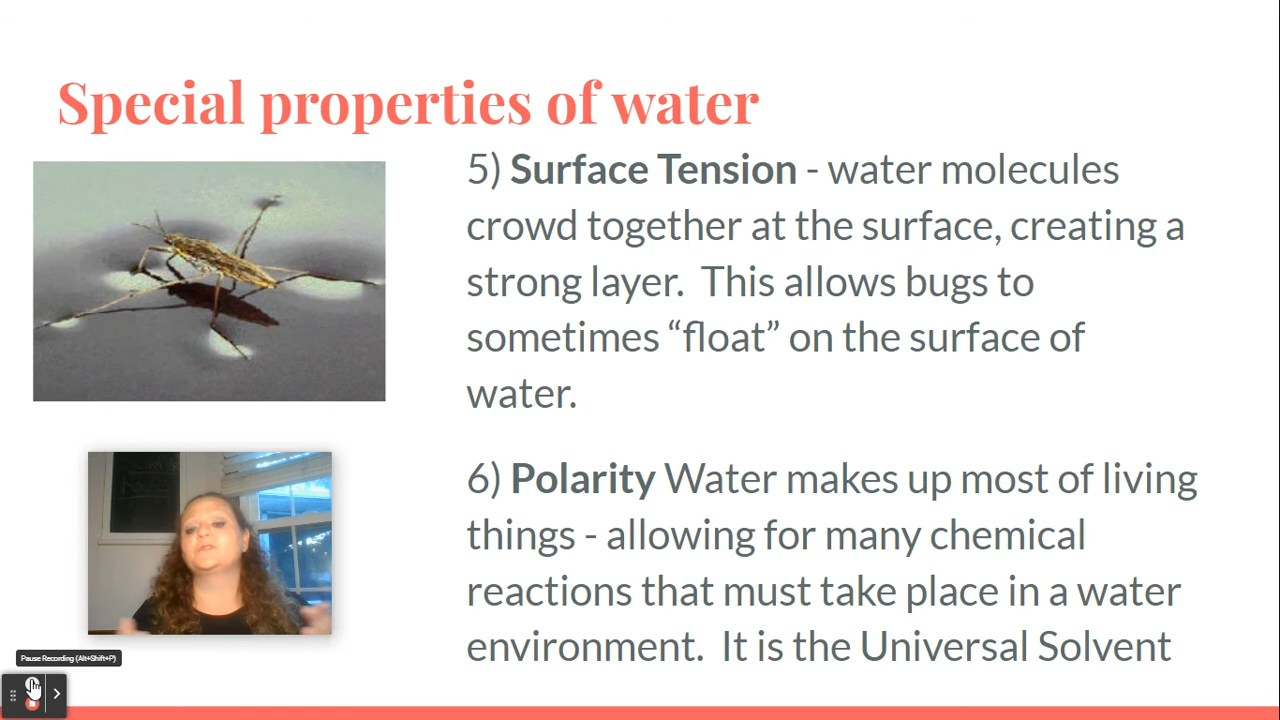 Special properties of water
5) Surface Tension - water molecules
crowd together at the surface, creating a
strong layer.  This allows bugs to
sometimes “float” on the surface of
water.
6) Polarity Water makes up most of living
things - allowing for many chemical
reactions that must take place in a water
environment.  It is the Universal Solvent
Pause Recording (Alt+Shift+P)